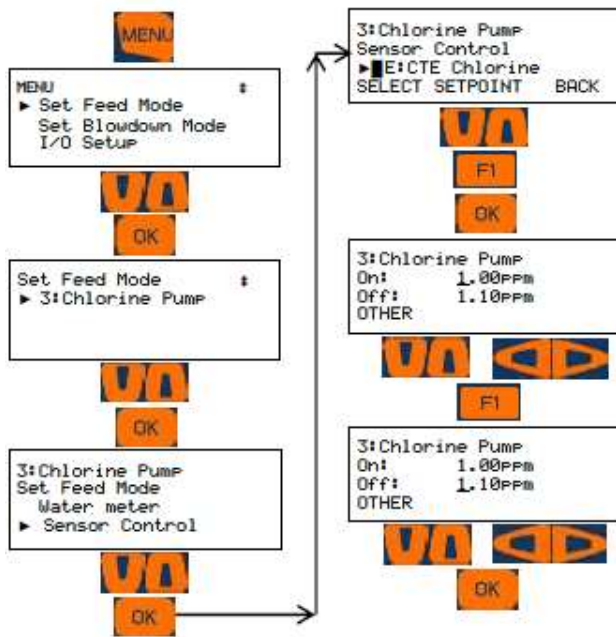 MENU
MENU
► Set Feed Mode
Set Blowdown Mode
I/O Setup
OK
Set Feed Mode
► 3:Chlorine Pump
OK
3:Chlorine Pump
Set Feed Mode
Water meter
► Sensor Control
OK
3:Chlorine Pump
Sensor Control
►█E:CTE Chlorine
SELECT SETPOINT BACK
F1
OK
3:Chlorine Pump
On: 1.00ppm
Off: 1.10ppm
OTHER
F1
3:Chlorine Pump
On: 1.00ppm
Off: 1.10ppm
OTHER
OK